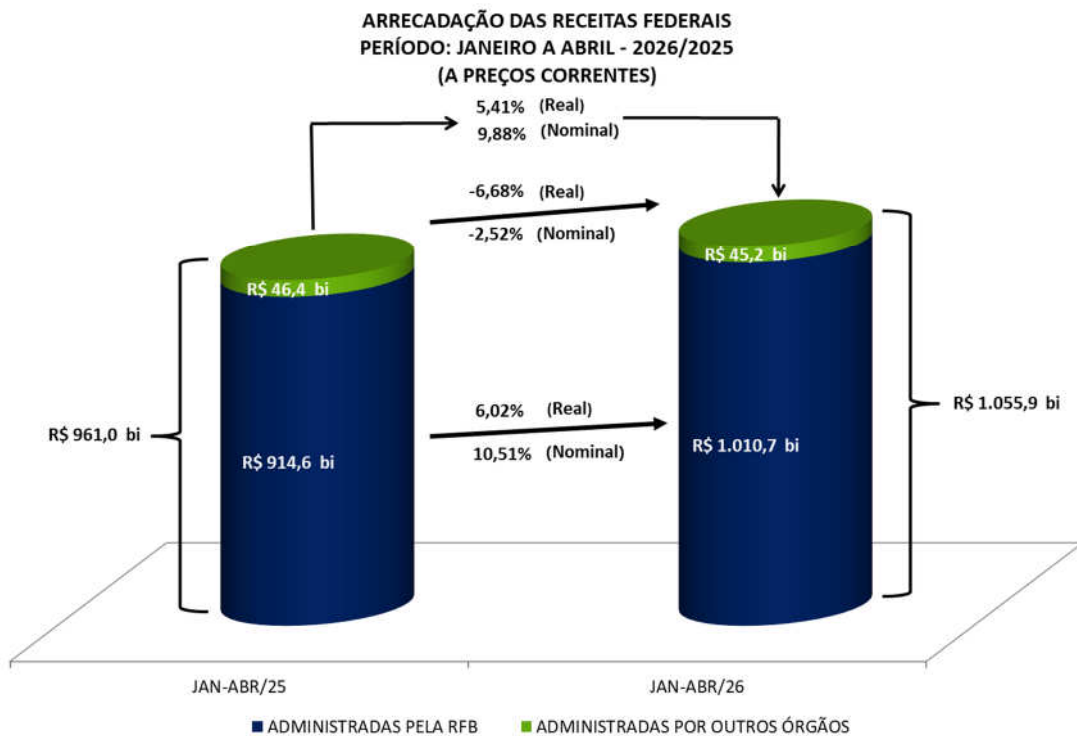 ARRECADAÇÃO DAS RECEITAS FEDERAIS
PERÍODO: JANEIRO A ABRIL - 2026/2025
(A PREÇOS CORRENTES)
5,41% (Real)
9,88% (Nominal)
-6,68% (Real)
-2,52% (Nominal)
R$ 46,4 bi
R$ 45,2 bi
6,02% (Real)
10,51% (Nominal)
R$ 961,0 bi
R$ 914,6 bi
R$ 1.010,7 bi
R$ 1.055,9 bi
JAN-ABR/25
JAN-ABR/26
ADMINISTRADAS PELA RFB
ADMINISTRADAS POR OUTROS ÓRGÃOS